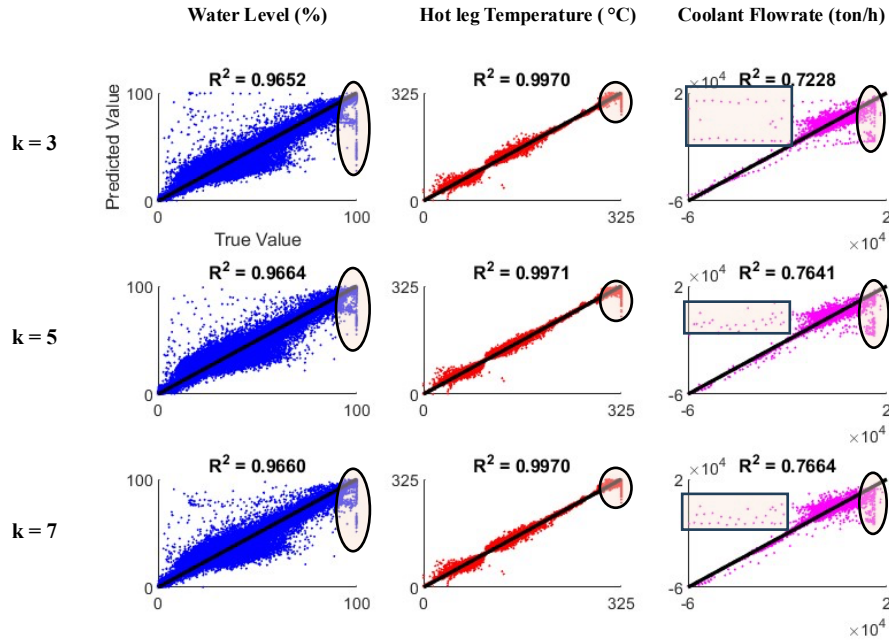 Water Level (%) Hot leg Temperature (°C) Coolant Flowrate (ton/h)
k = 3
R² = 0.9652
100
0
0
100
Predicted Value
True Value
R² = 0.9970
325
0
0
325
× 10⁴
R² = 0.7228
2
-6
-6
2
× 10⁴
k = 5
R² = 0.9664
100
0
0
100
R² = 0.9971
325
0
0
325
× 10⁴
R² = 0.7641
2
-6
-6
2
× 10⁴
k = 7
R² = 0.9660
100
0
0
100
R² = 0.9970
325
0
0
325
× 10⁴
R² = 0.7664
2
-6
-6
2
× 10⁴